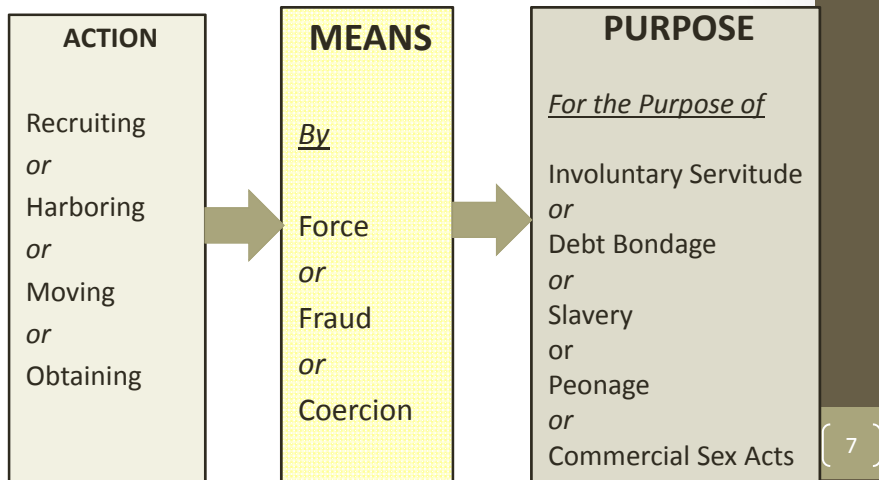 ACTION
Recruiting
or
Harboring
or
Moving
or
Obtaining
MEANS
By
Force
or
Fraud
or
Coercion
PURPOSE
For the Purpose of
Involuntary Servitude
or
Debt Bondage
or
Slavery
or
Peonage
or
Commercial Sex Acts
7